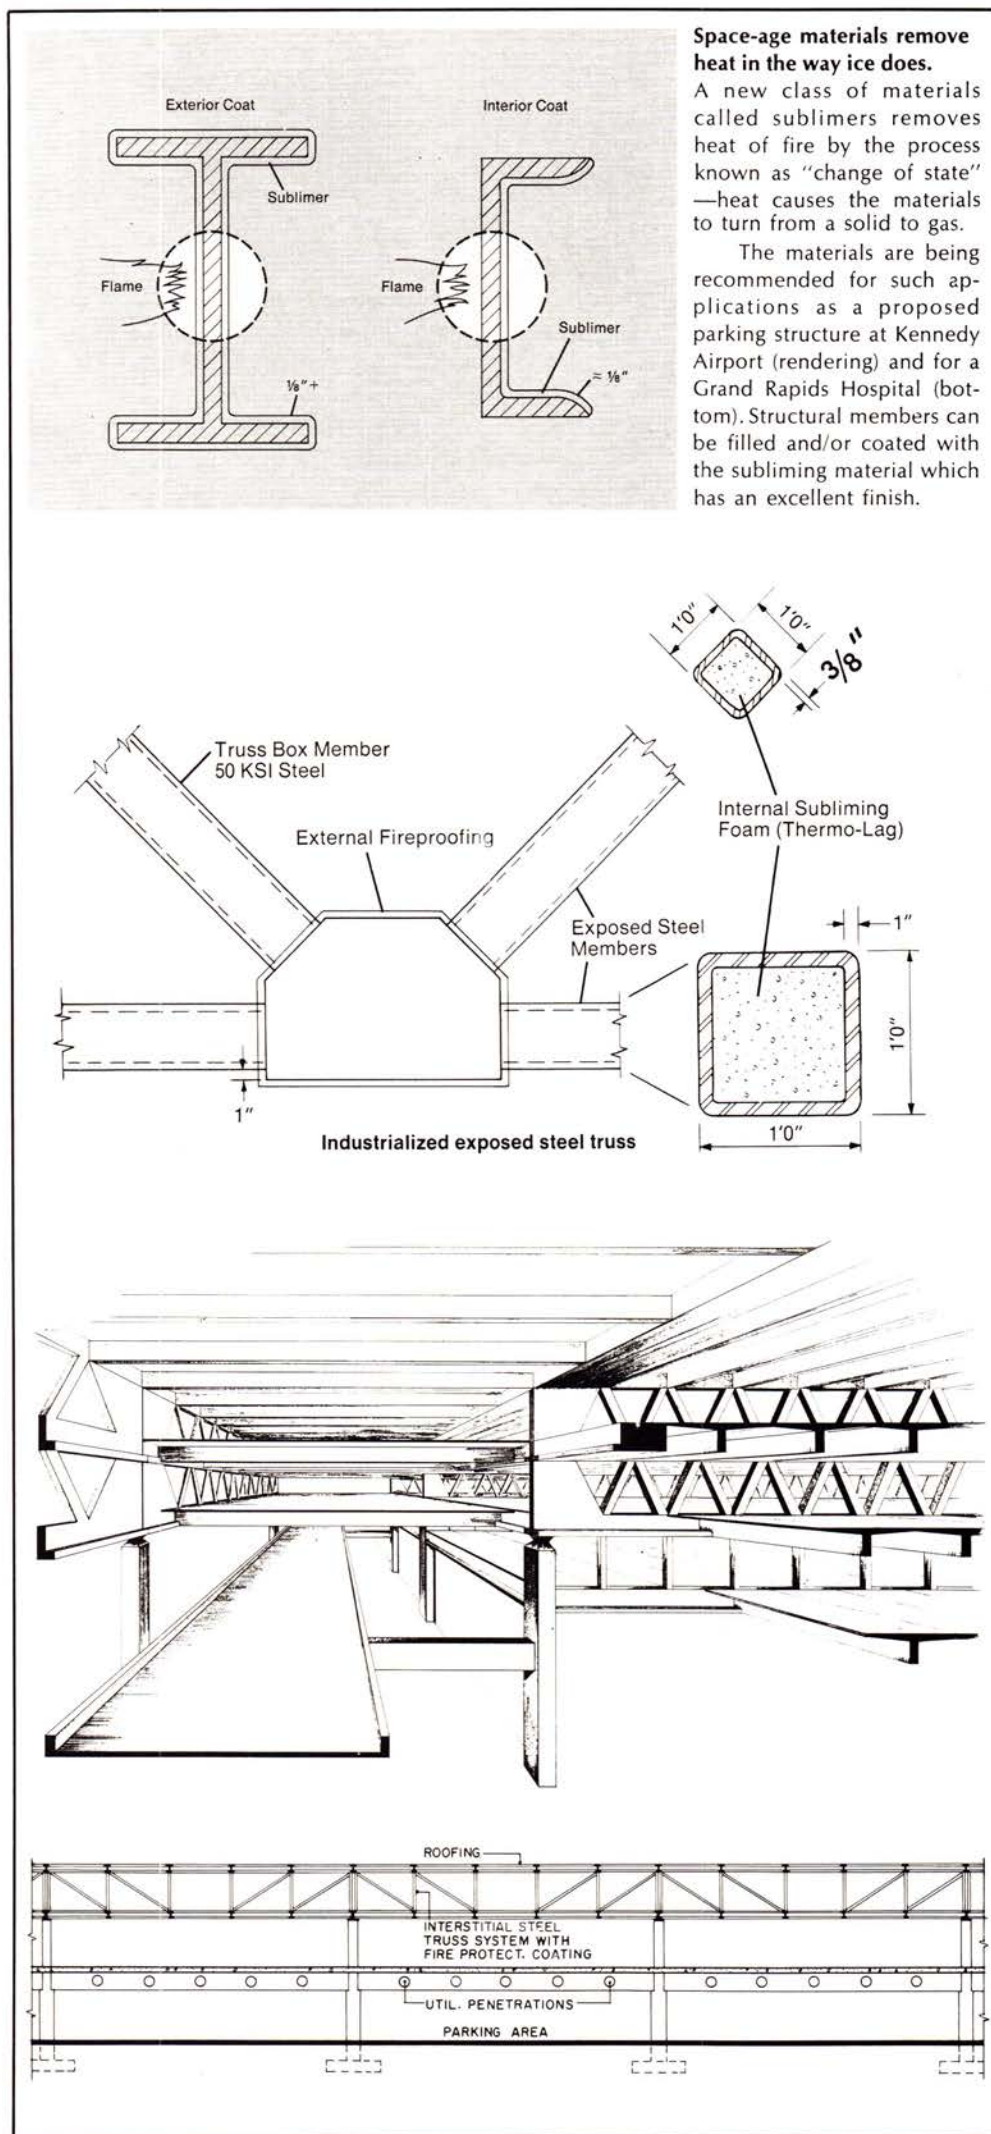 Space-age materials remove
heat in the way ice does.
A new class of materials
called sublimers removes
heat of fire by the process
known as “change of state”
—heat causes the materials
to turn from a solid to gas.
The materials are being
recommended for such ap-
plications as a proposed
parking structure at Kennedy
Airport (rendering) and for a
Grand Rapids Hospital (bot-
tom). Structural members can
be filled and/or coated with
the subliming material which
has an excellent finish.
Exterior Coat
Interior Coat
Sublimer
Flame
Flame
Sublimer
⅛"+
≈ ⅛"
1'0"
1'0"
3/8"
Truss Box Member
50 KSI Steel
External Fireproofing
Internal Subliming
Foam (Thermo-Lag)
Exposed Steel
Members
1"
1'0"
1"
1'0"
Industrialized exposed steel truss
ROOFING
INTERSTITIAL STEEL
TRUSS SYSTEM WITH
FIRE PROTECT. COATING
UTIL. PENETRATIONS
PARKING AREA